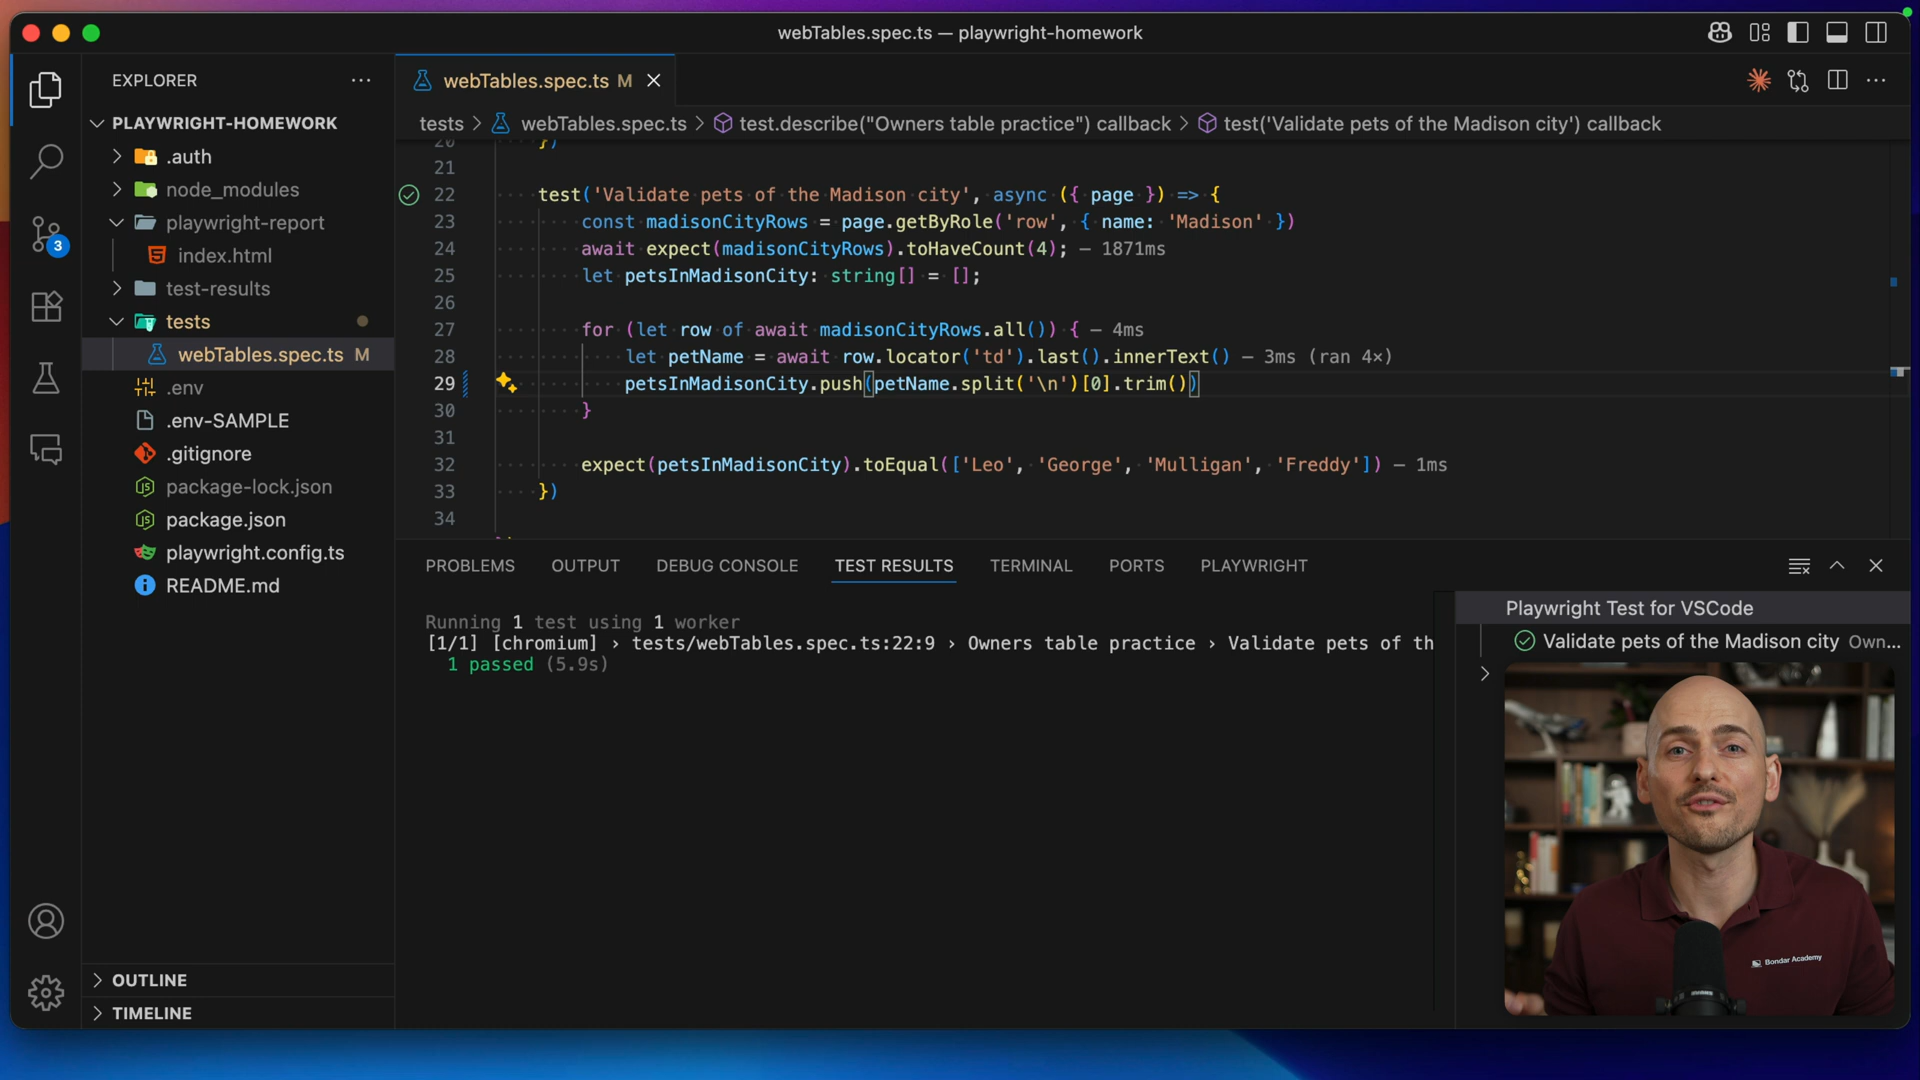 webTables.spec.ts — playwright-homework
EXPLORER
webTables.spec.ts M
PLAYWRIGHT-HOMEWORK
tests > webTables.spec.ts > test.describe("Owners table practice") callback > test('Validate pets of the Madison city') callback
.auth
node_modules
playwright-report
index.html
test-results
tests
webTables.spec.ts M
.env
.env-SAMPLE
.gitignore
package-lock.json
package.json
playwright.config.ts
README.md
OUTLINE
TIMELINE
3
20 })
21
22 test('Validate pets of the Madison city', async ({ page }) => {
23 const madisonCityRows = page.getByRole('row', { name: 'Madison' })
24 await expect(madisonCityRows).toHaveCount(4); — 1871ms
25 let petsInMadisonCity: string[] = [];
26
27 for (let row of await madisonCityRows.all()) { — 4ms
28 let petName = await row.locator('td').last().innerText() — 3ms (ran 4×)
29 petsInMadisonCity.push(petName.split('\n')[0].trim())
30 }
31
32 expect(petsInMadisonCity).toEqual(['Leo', 'George', 'Mulligan', 'Freddy']) — 1ms
33 })
34
PROBLEMS OUTPUT DEBUG CONSOLE TEST RESULTS TERMINAL PORTS PLAYWRIGHT
Running 1 test using 1 worker
[1/1] [chromium] › tests/webTables.spec.ts:22:9 › Owners table practice › Validate pets of th
1 passed (5.9s)
Playwright Test for VSCode
Validate pets of the Madison city Own...
Bondar Academy